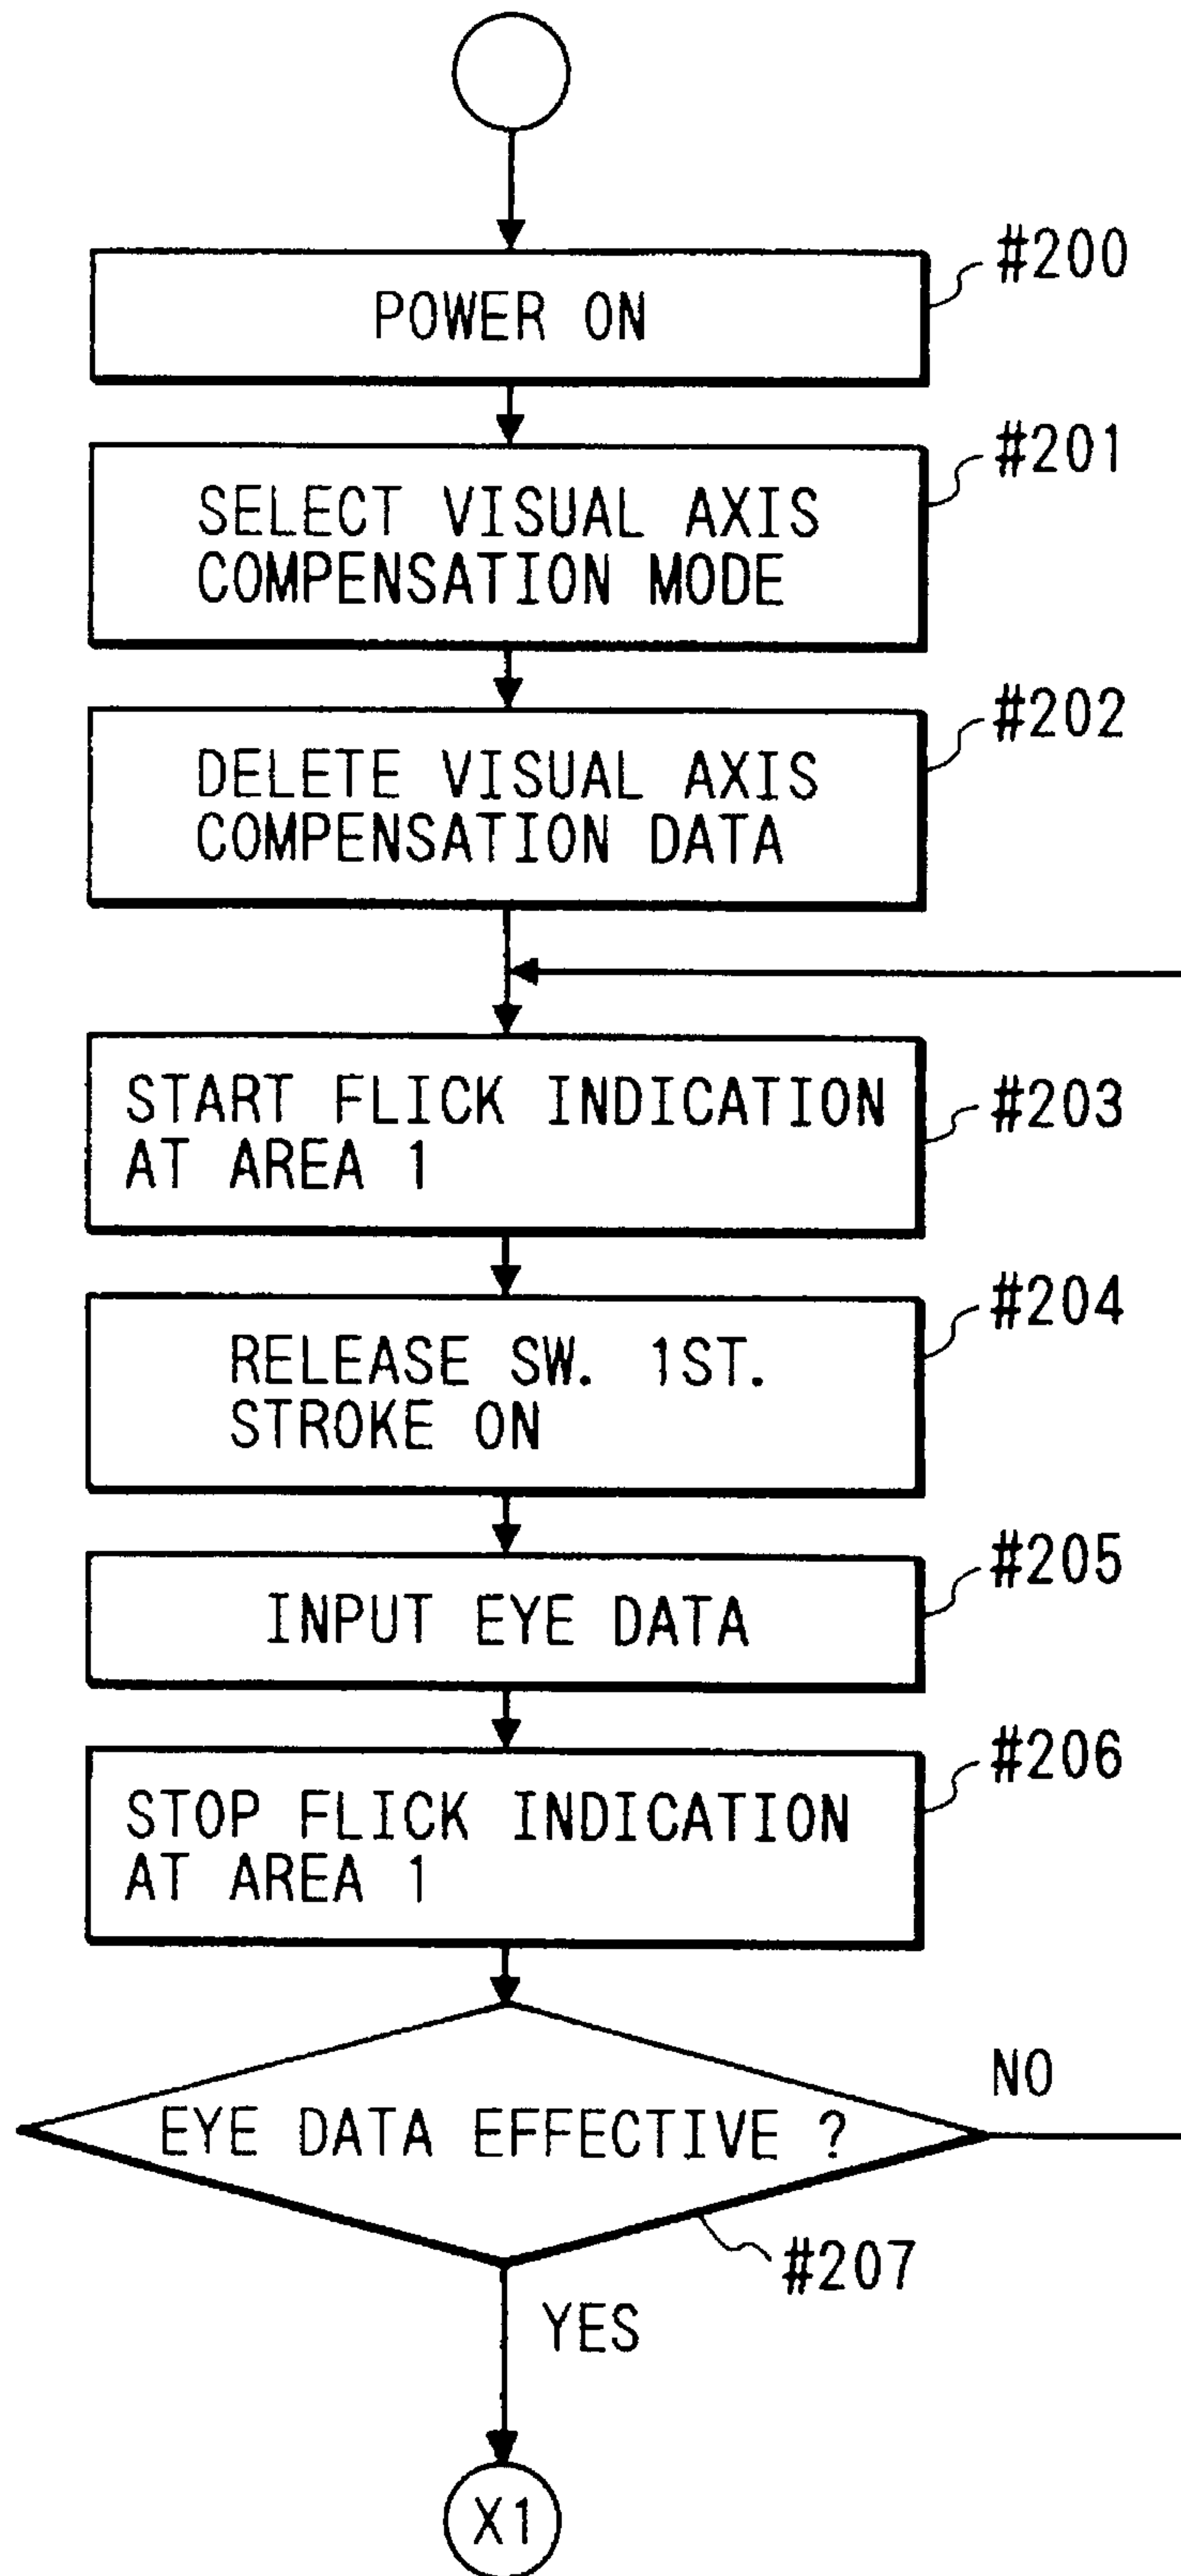 #200
POWER ON
#201
SELECT VISUAL AXIS
COMPENSATION MODE
#202
DELETE VISUAL AXIS
COMPENSATION DATA
#203
START FLICK INDICATION
AT AREA 1
#204
RELEASE SW. 1ST.
STROKE ON
#205
INPUT EYE DATA
#206
STOP FLICK INDICATION
AT AREA 1
NO
EYE DATA EFFECTIVE ?
#207
YES
X1